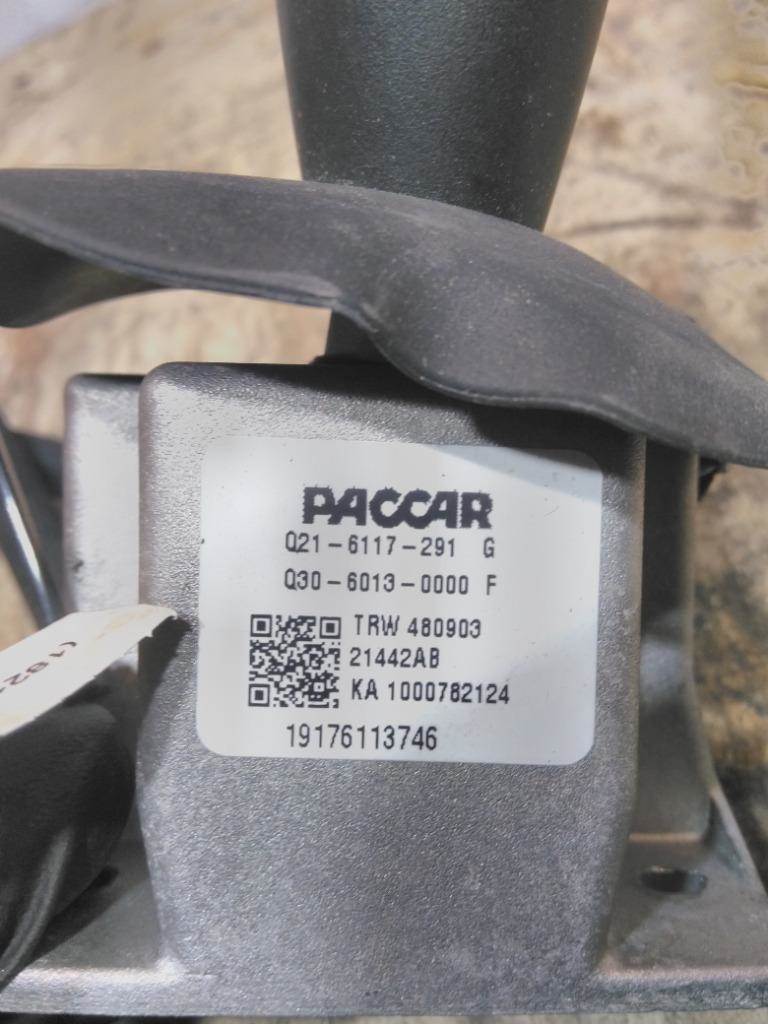 PACCAR
Q21-6117-291 G
Q30-6013-0000 F
TRW 480903
21442AB
KA 1000782124
19176113746